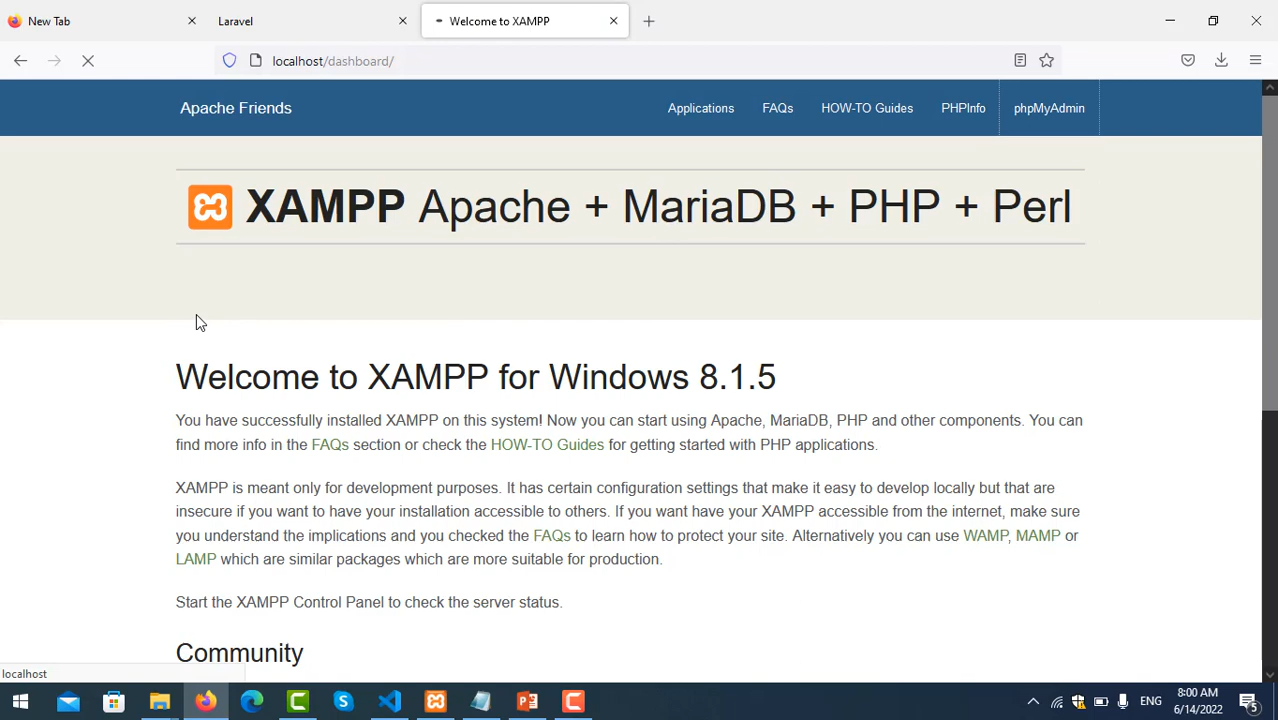 New Tab
Laravel
Welcome to XAMPP
localhost/dashboard/
Apache Friends
Applications
FAQs
HOW-TO Guides
PHPInfo
phpMyAdmin
XAMPP Apache + MariaDB + PHP + Perl
Welcome to XAMPP for Windows 8.1.5
You have successfully installed XAMPP on this system! Now you can start using Apache, MariaDB, PHP and other components. You can
find more info in the FAQs section or check the HOW-TO Guides for getting started with PHP applications.
XAMPP is meant only for development purposes. It has certain configuration settings that make it easy to develop locally but that are
insecure if you want to have your installation accessible to others. If you want have your XAMPP accessible from the internet, make sure
you understand the implications and you checked the FAQs to learn how to protect your site. Alternatively you can use WAMP, MAMP or
LAMP which are similar packages which are more suitable for production.
Start the XAMPP Control Panel to check the server status.
Community
localhost
ENG
8:00 AM
6/14/2022
5